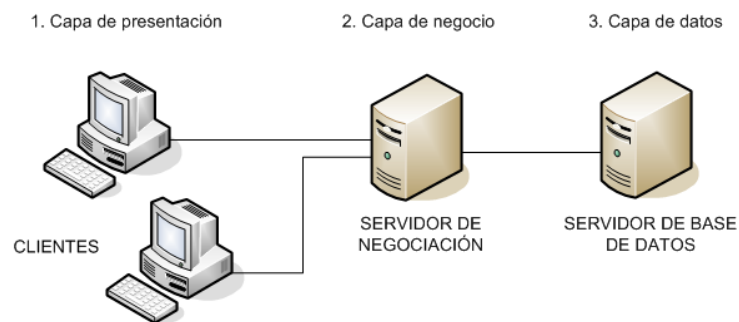 1. Capa de presentación
2. Capa de negocio
3. Capa de datos
CLIENTES
SERVIDOR DE
NEGOCIACIÓN
SERVIDOR DE BASE
DE DATOS